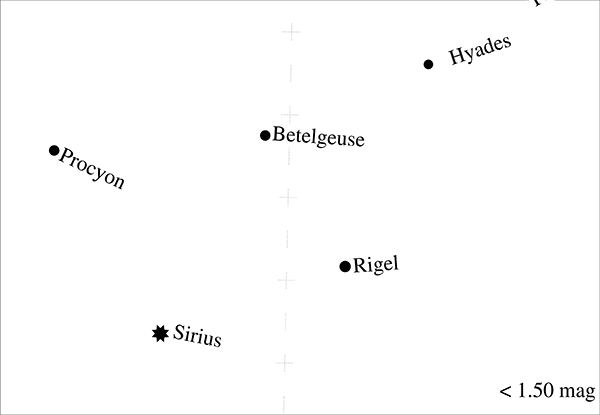 Hyades
Betelgeuse
Procyon
Rigel
Sirius
< 1.50 mag